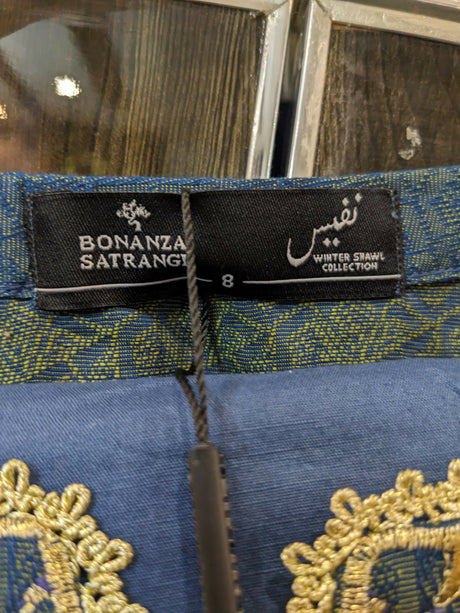 BONANZA
SATRANGI
نفیس
WINTER SHAWL
COLLECTION
8